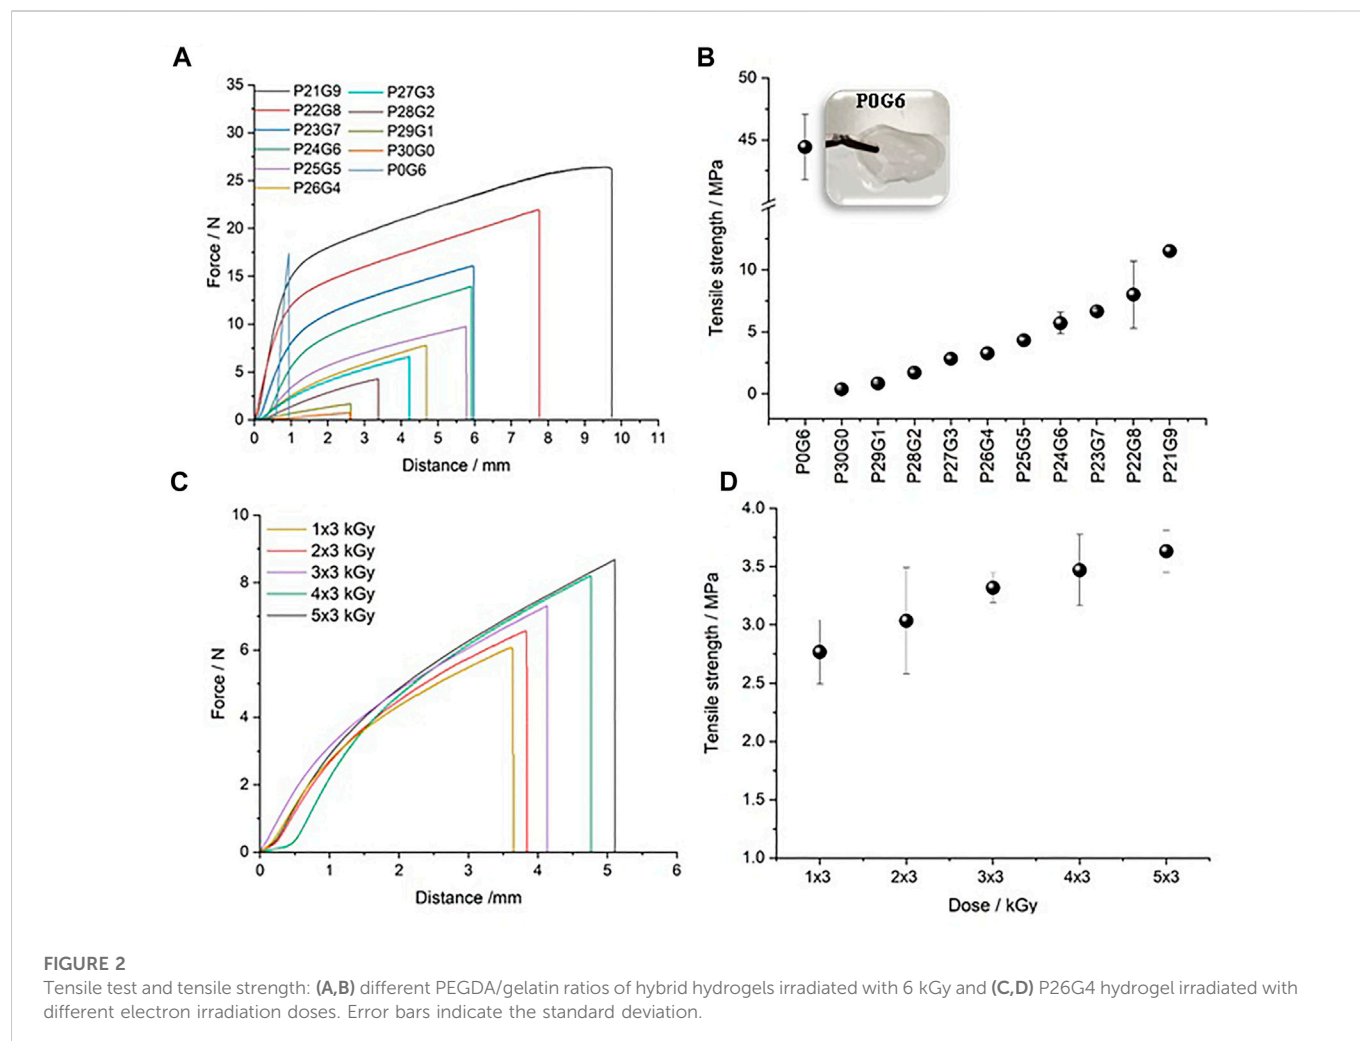 A
35
30
25
20
15
10
5
0
Force / N
P21G9
P22G8
P23G7
P24G6
P25G5
P26G4
P27G3
P28G2
P29G1
P30G0
P0G6
0 1 2 3 4 5 6 7 8 9 10 11
Distance / mm
B
50
45
10
5
0
Tensile strength / MPa
P0G6
P0G6
P30G0
P29G1
P28G2
P27G3
P26G4
P25G5
P24G6
P23G7
P22G8
P21G9
C
10
8
6
4
2
0
Force / N
1x3 kGy
2x3 kGy
3x3 kGy
4x3 kGy
5x3 kGy
0 1 2 3 4 5 6
Distance /mm
D
4.0
3.5
3.0
2.5
2.0
1.5
1.0
Tensile strength / MPa
1x3 2x3 3x3 4x3 5x3
Dose / kGy
FIGURE 2
Tensile test and tensile strength: (A,B) different PEGDA/gelatin ratios of hybrid hydrogels irradiated with 6 kGy and (C,D) P26G4 hydrogel irradiated with
different electron irradiation doses. Error bars indicate the standard deviation.